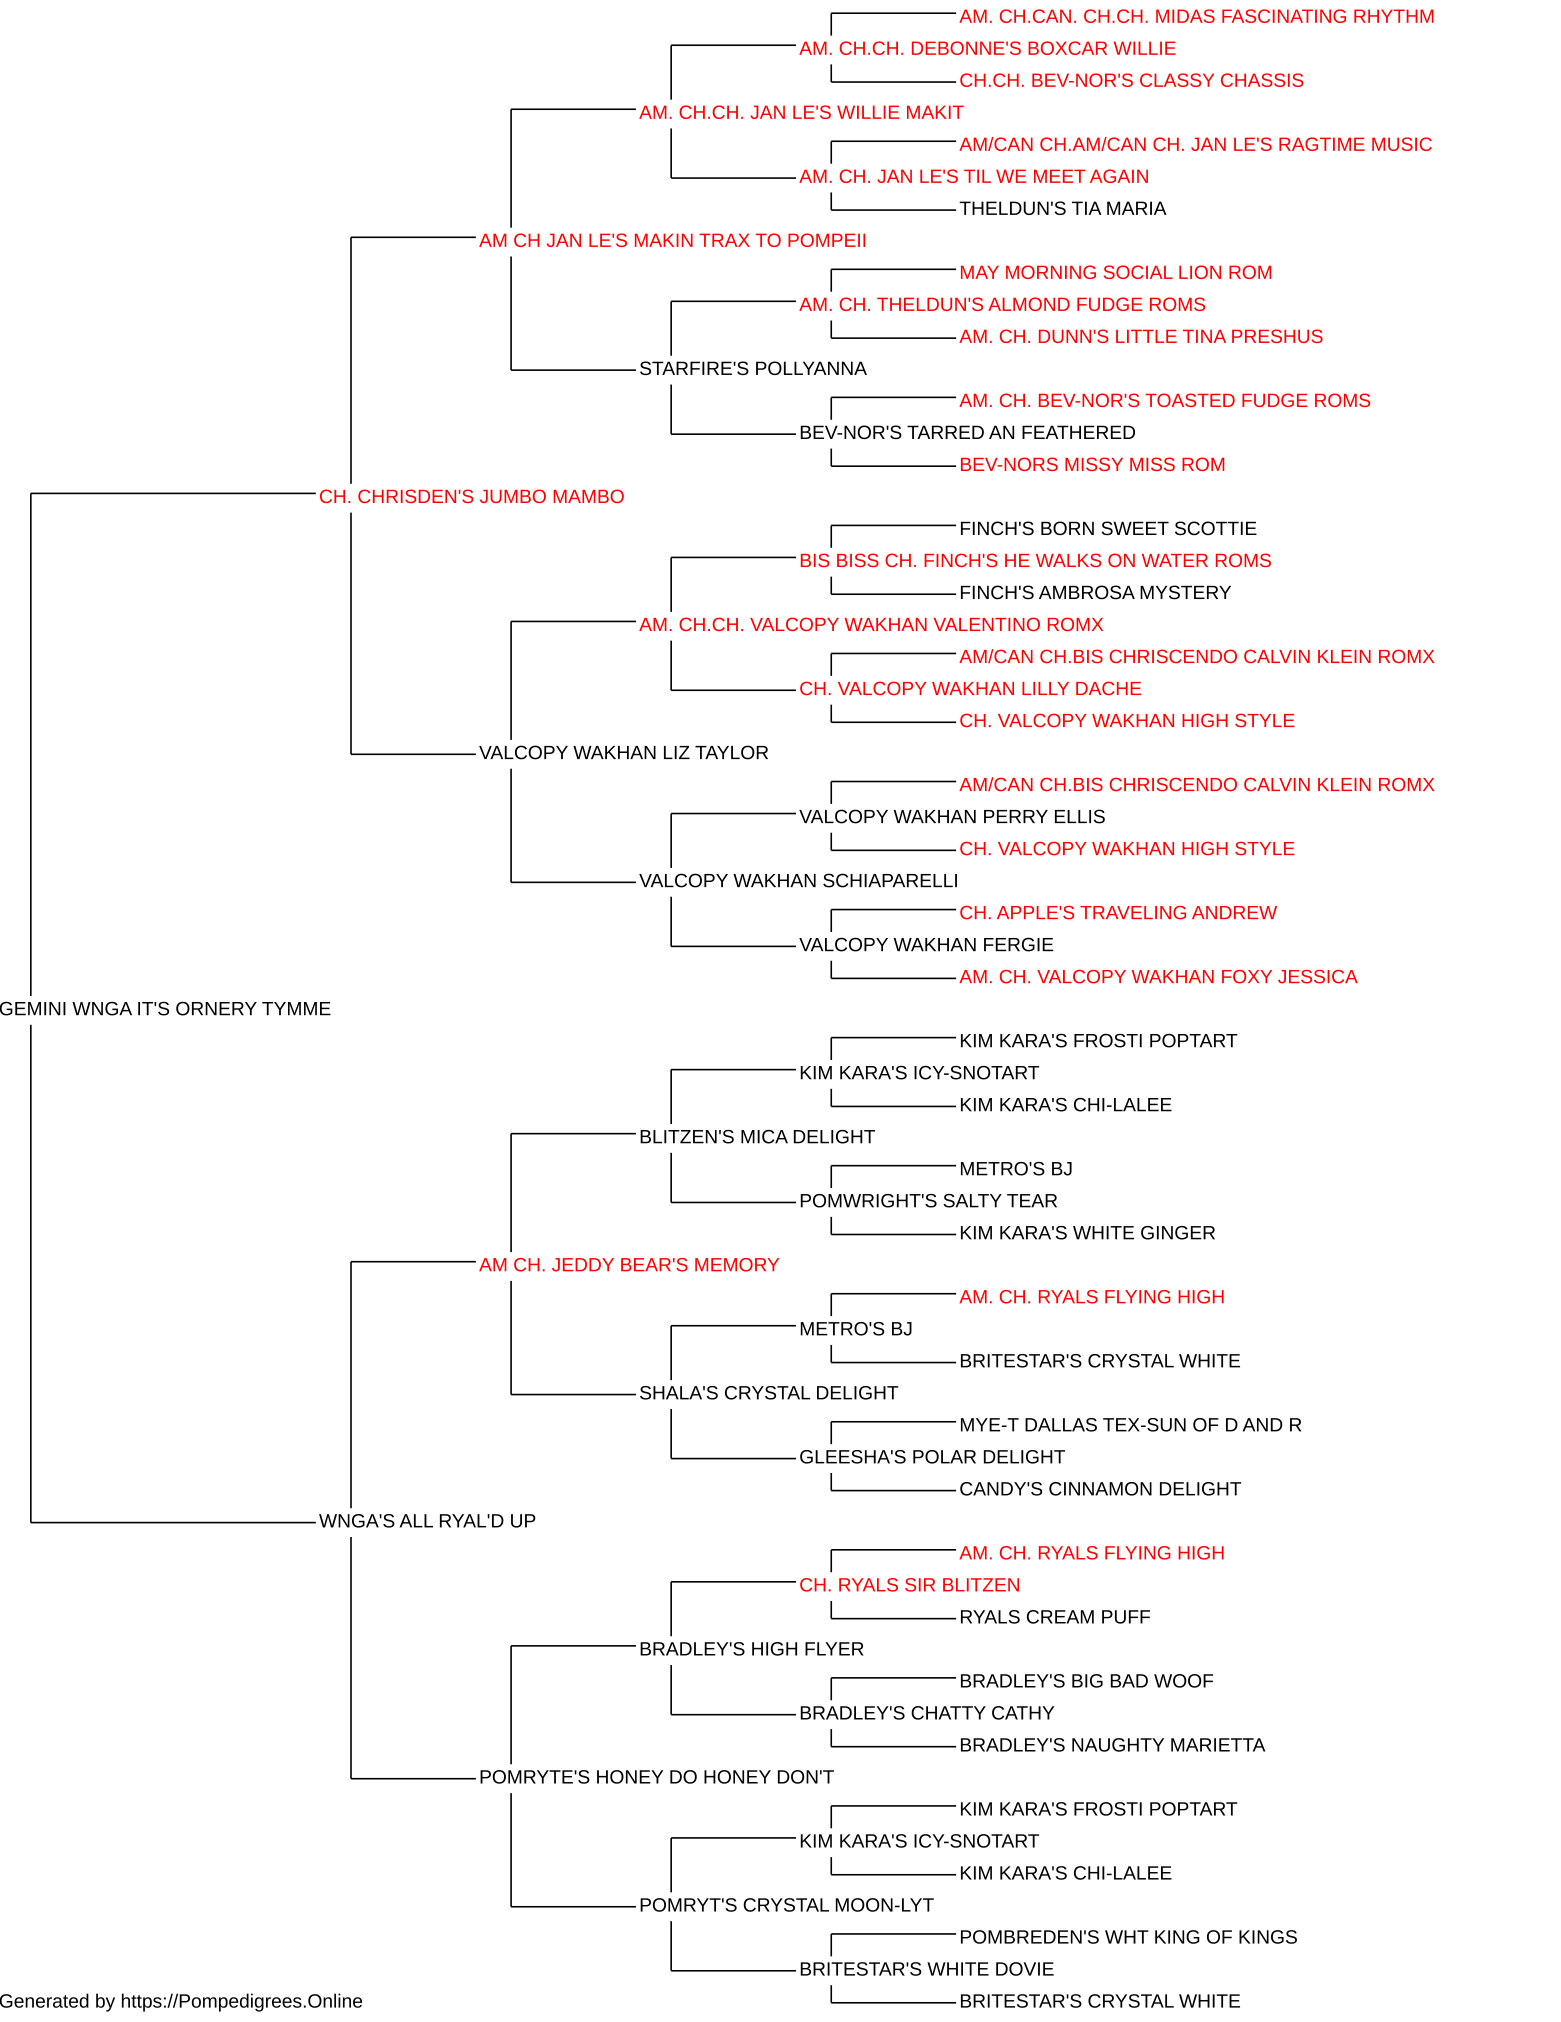 AM. CH.CAN. CH.CH. MIDAS FASCINATING RHYTHM
AM. CH.CH. DEBONNE'S BOXCAR WILLIE
CH.CH. BEV-NOR'S CLASSY CHASSIS
AM. CH.CH. JAN LE'S WILLIE MAKIT
AM/CAN CH.AM/CAN CH. JAN LE'S RAGTIME MUSIC
AM. CH. JAN LE'S TIL WE MEET AGAIN
THELDUN'S TIA MARIA
AM CH JAN LE'S MAKIN TRAX TO POMPEII
MAY MORNING SOCIAL LION ROM
AM. CH. THELDUN'S ALMOND FUDGE ROMS
AM. CH. DUNN'S LITTLE TINA PRESHUS
STARFIRE'S POLLYANNA
AM. CH. BEV-NOR'S TOASTED FUDGE ROMS
BEV-NOR'S TARRED AN FEATHERED
BEV-NORS MISSY MISS ROM
CH. CHRISDEN'S JUMBO MAMBO
FINCH'S BORN SWEET SCOTTIE
BIS BISS CH. FINCH'S HE WALKS ON WATER ROMS
FINCH'S AMBROSA MYSTERY
AM. CH.CH. VALCOPY WAKHAN VALENTINO ROMX
AM/CAN CH.BIS CHRISCENDO CALVIN KLEIN ROMX
CH. VALCOPY WAKHAN LILLY DACHE
CH. VALCOPY WAKHAN HIGH STYLE
VALCOPY WAKHAN LIZ TAYLOR
AM/CAN CH.BIS CHRISCENDO CALVIN KLEIN ROMX
VALCOPY WAKHAN PERRY ELLIS
CH. VALCOPY WAKHAN HIGH STYLE
VALCOPY WAKHAN SCHIAPARELLI
CH. APPLE'S TRAVELING ANDREW
VALCOPY WAKHAN FERGIE
AM. CH. VALCOPY WAKHAN FOXY JESSICA
GEMINI WNGA IT'S ORNERY TYMME
KIM KARA'S FROSTI POPTART
KIM KARA'S ICY-SNOTART
KIM KARA'S CHI-LALEE
BLITZEN'S MICA DELIGHT
METRO'S BJ
POMWRIGHT'S SALTY TEAR
KIM KARA'S WHITE GINGER
AM CH. JEDDY BEAR'S MEMORY
AM. CH. RYALS FLYING HIGH
METRO'S BJ
BRITESTAR'S CRYSTAL WHITE
SHALA'S CRYSTAL DELIGHT
MYE-T DALLAS TEX-SUN OF D AND R
GLEESHA'S POLAR DELIGHT
CANDY'S CINNAMON DELIGHT
WNGA'S ALL RYAL'D UP
AM. CH. RYALS FLYING HIGH
CH. RYALS SIR BLITZEN
RYALS CREAM PUFF
BRADLEY'S HIGH FLYER
BRADLEY'S BIG BAD WOOF
BRADLEY'S CHATTY CATHY
BRADLEY'S NAUGHTY MARIETTA
POMRYTE'S HONEY DO HONEY DON'T
KIM KARA'S FROSTI POPTART
KIM KARA'S ICY-SNOTART
KIM KARA'S CHI-LALEE
POMRYT'S CRYSTAL MOON-LYT
POMBREDEN'S WHT KING OF KINGS
BRITESTAR'S WHITE DOVIE
BRITESTAR'S CRYSTAL WHITE
Generated by https://Pompedigrees.Online